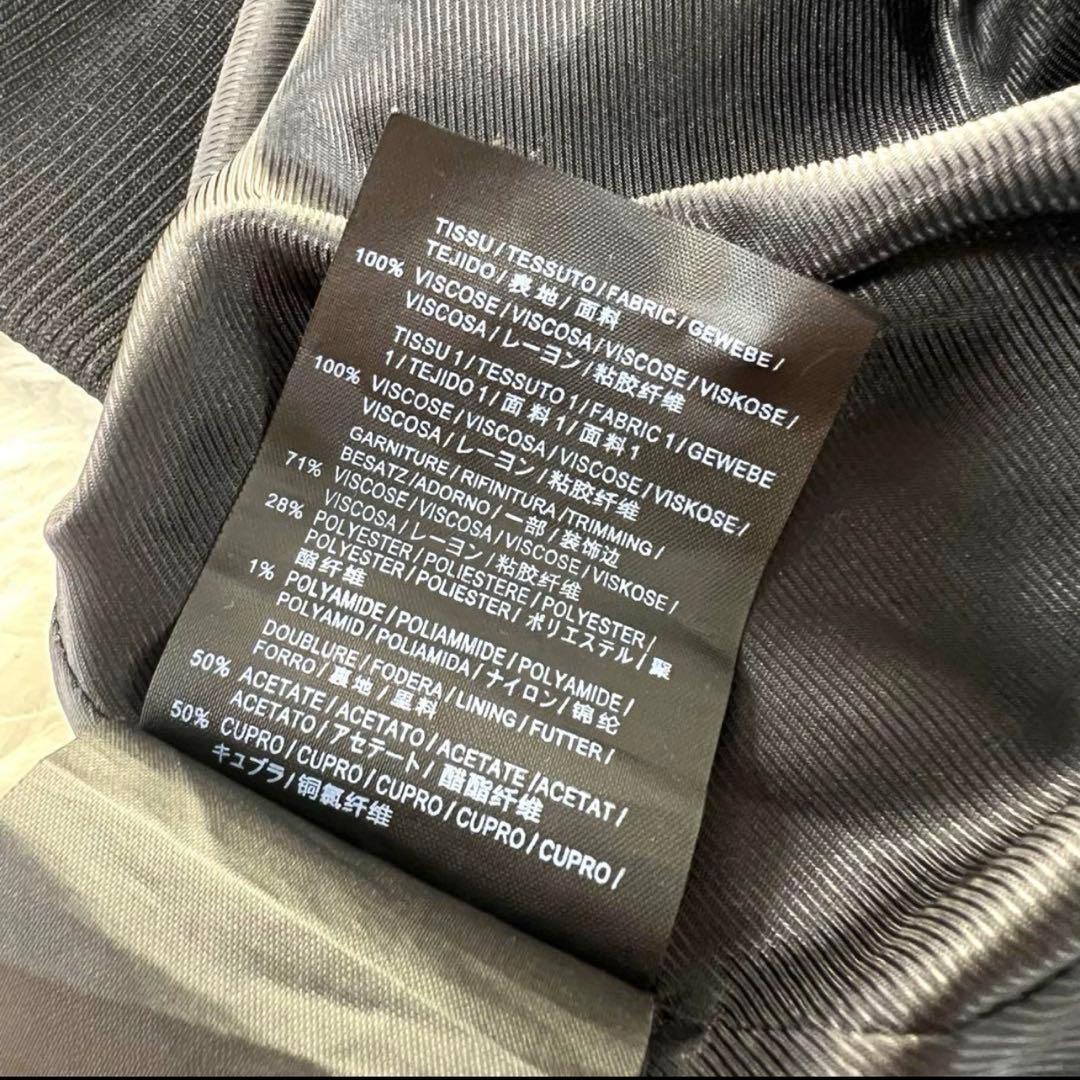 TISSU / TESSUTO / FABRIC / GEWEBE /
TEJIDO / 表地 / 面料
100% VISCOSE / VISCOSA / VISCOSE / VISKOSE /
VISCOSA / レーヨン / 粘胶纤维
TISSU 1 / TESSUTO 1 / FABRIC 1 / GEWEBE
1 / TEJIDO 1 / 面料 1 / 面料 1
100% VISCOSE / VISCOSA / VISCOSE / VISKOSE /
VISCOSA / レーヨン / 粘胶纤维
GARNITURE / RIFINITURA / TRIMMING /
BESATZ / ADORNO / 一部 / 装饰边
71% VISCOSE / VISCOSA / VISCOSE / VISKOSE /
VISCOSA / レーヨン / 粘胶纤维
28% POLYESTER / POLIESTERE / POLYESTER /
POLYESTER / POLIESTER / ポリエステル / 聚
酯纤维
1% POLYAMIDE / POLIAMMIDE / POLYAMIDE /
POLYAMID / POLIAMIDA / ナイロン / 锦纶
DOUBLURE / FODERA / LINING / FUTTER /
FORRO / 裏地 / 里料
50% ACETATE / ACETATO / ACETATE / ACETAT /
ACETATO / アセテート / 醋酯纤维
50% CUPRO / CUPRO / CUPRO / CUPRO / CUPRO /
キュプラ / 铜氨纤维